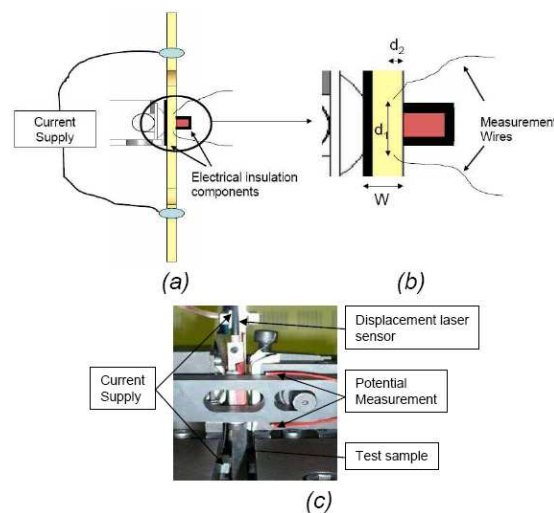 Current
Supply
Electrical insulation
components
(a)
d₂
d₁
W
Measurement
Wires
(b)
Displacement laser
sensor
Current
Supply
Potential
Measurement
Test sample
(c)